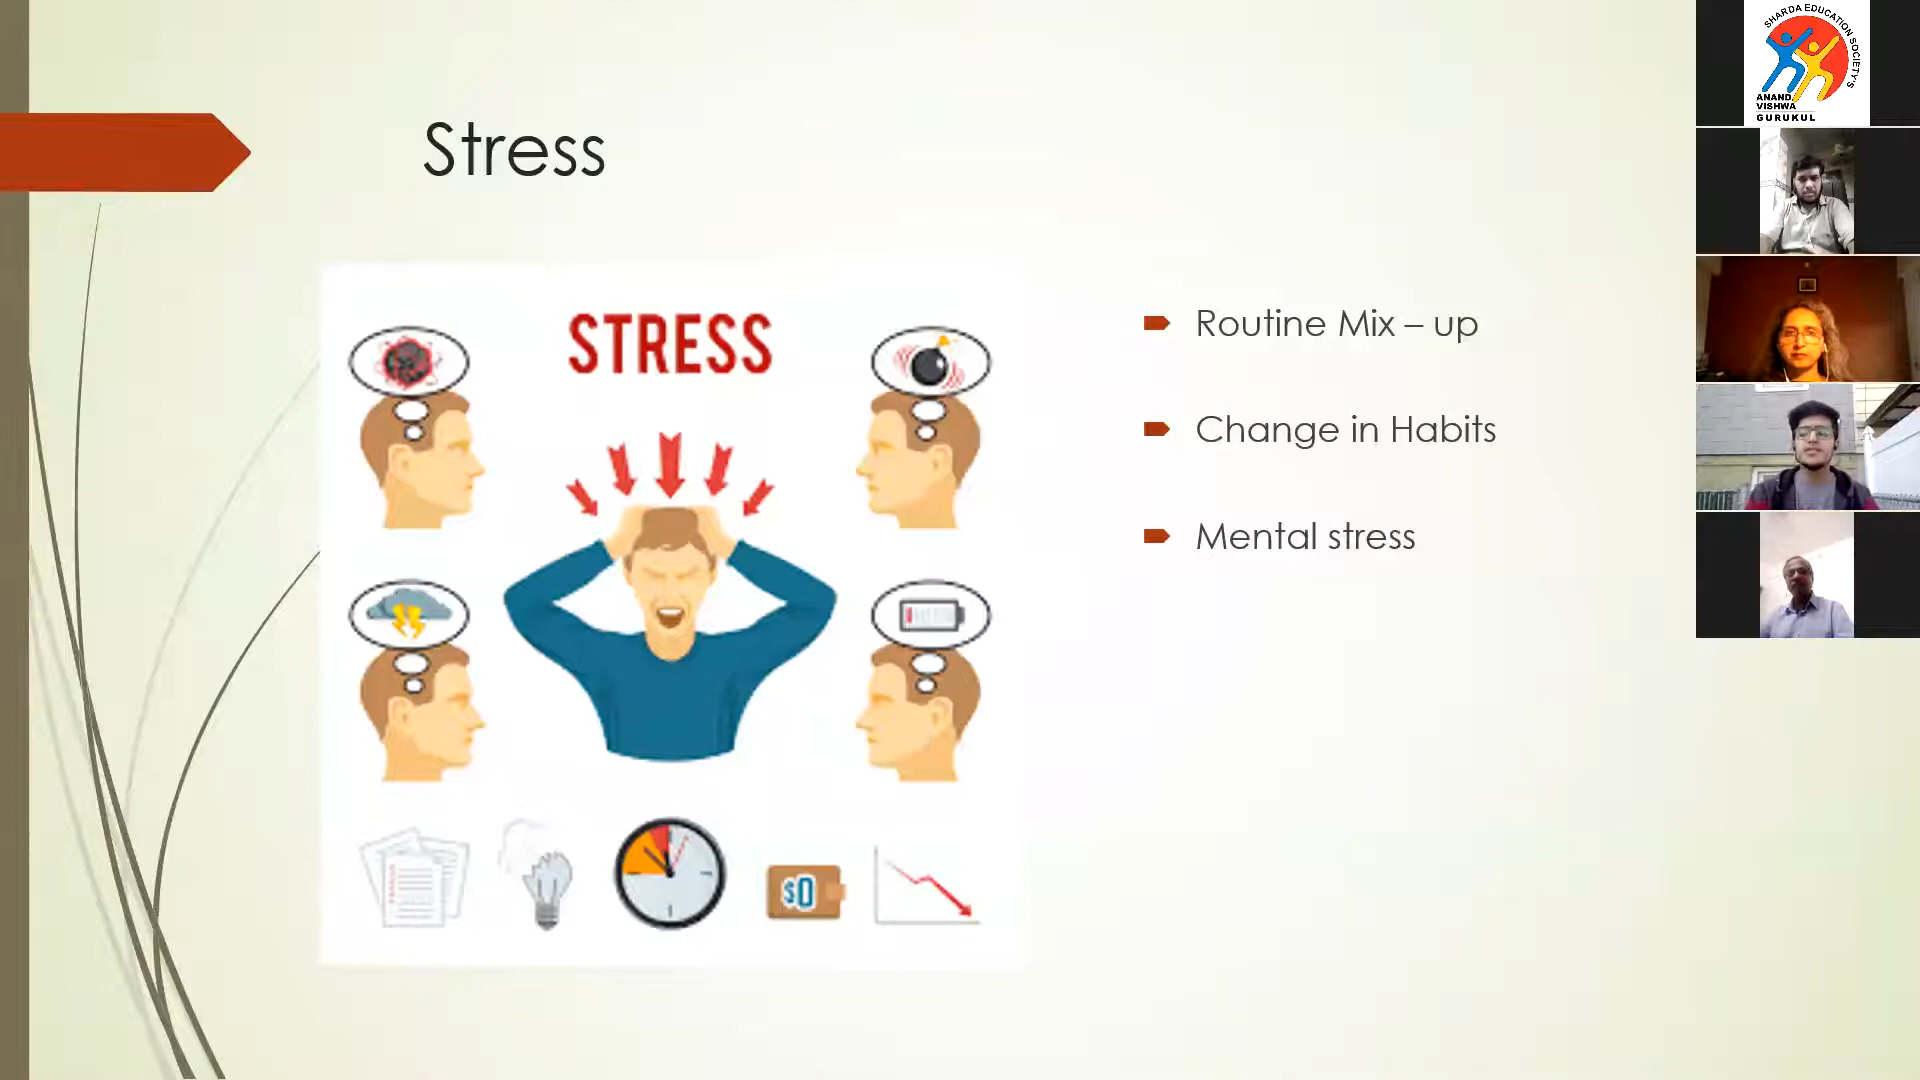 Stress
STRESS
$0
Routine Mix – up
Change in Habits
Mental stress
SHARDA EDUCATION SOCIETY'S
ANAND
VISHWA
GURUKUL